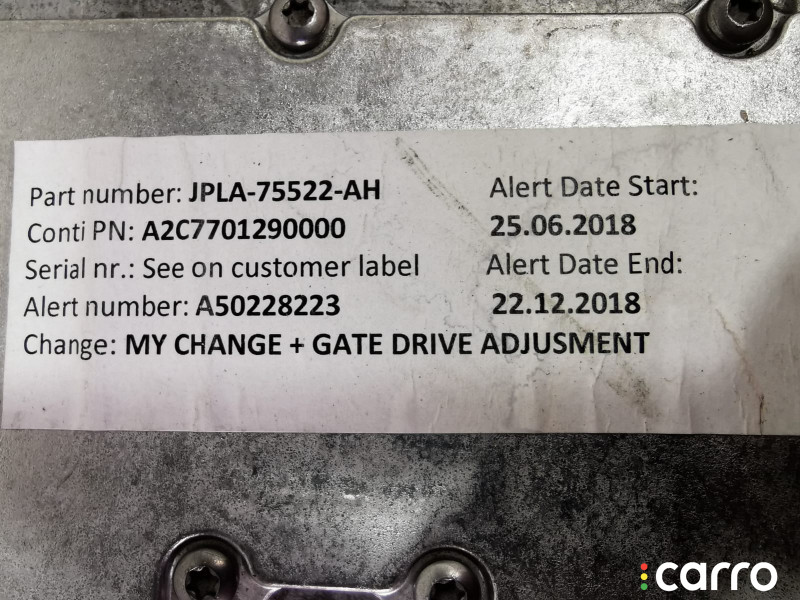 Part number: JPLA-75522-AH
Conti PN: A2C7701290000
Serial nr.: See on customer label
Alert number: A50228223
Change: MY CHANGE + GATE DRIVE ADJUSMENT
Alert Date Start:
25.06.2018
Alert Date End:
22.12.2018
carro